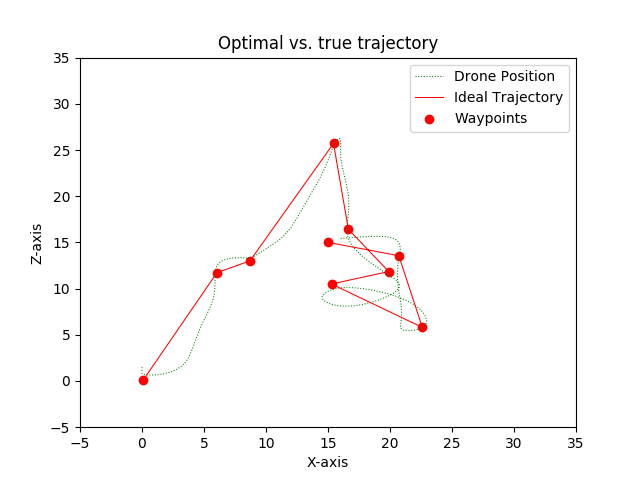 Optimal vs. true trajectory
Drone Position
Ideal Trajectory
Waypoints
35
30
25
20
15
10
5
0
−5
Z-axis
−5 0 5 10 15 20 25 30 35
X-axis